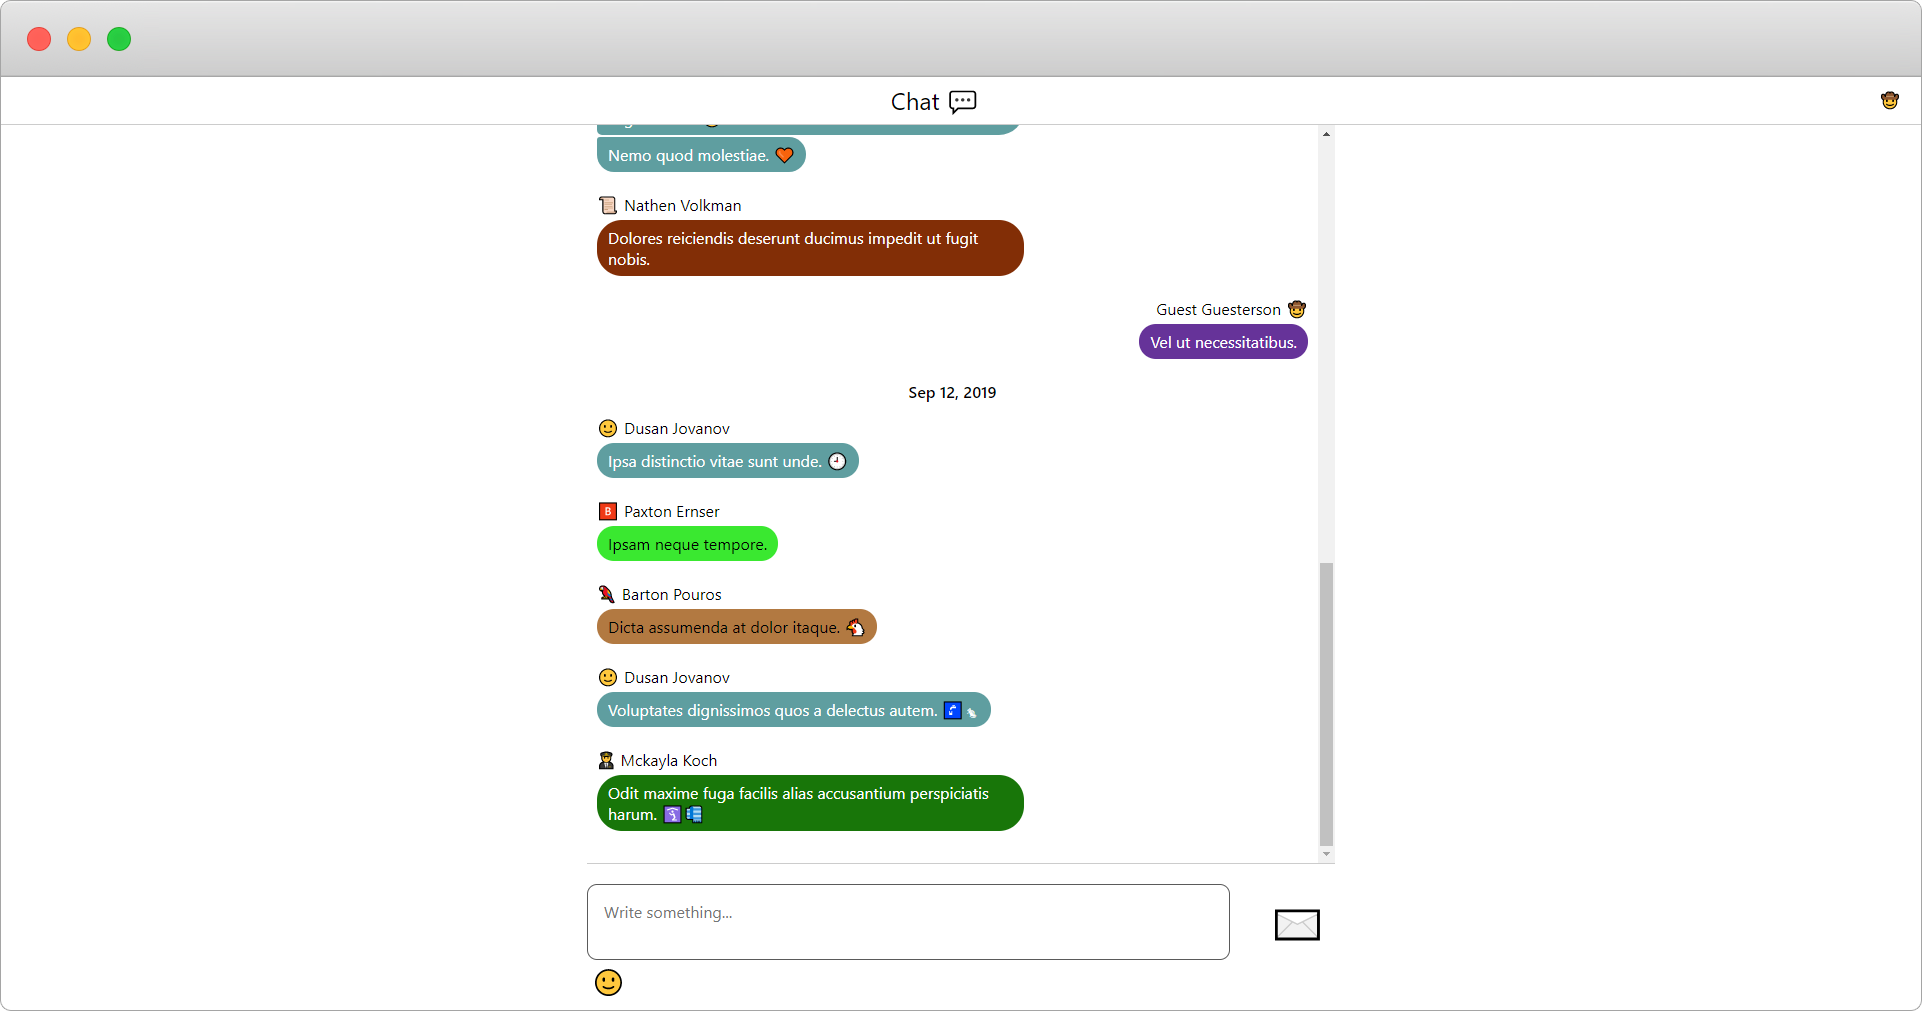 Chat
Nemo quod molestiae. 🧡
Nathen Volkman
Dolores reiciendis deserunt ducimus impedit ut fugit
nobis.
Guest Guesterson
Vel ut necessitatibus.
Sep 12, 2019
Dusan Jovanov
Ipsa distinctio vitae sunt unde.
B Paxton Ernser
Ipsam neque tempore.
Barton Pouros
Dicta assumenda at dolor itaque.
Dusan Jovanov
Voluptates dignissimos quos a delectus autem.
Mckayla Koch
Odit maxime fuga facilis alias accusantium perspiciatis
harum.
Write something...